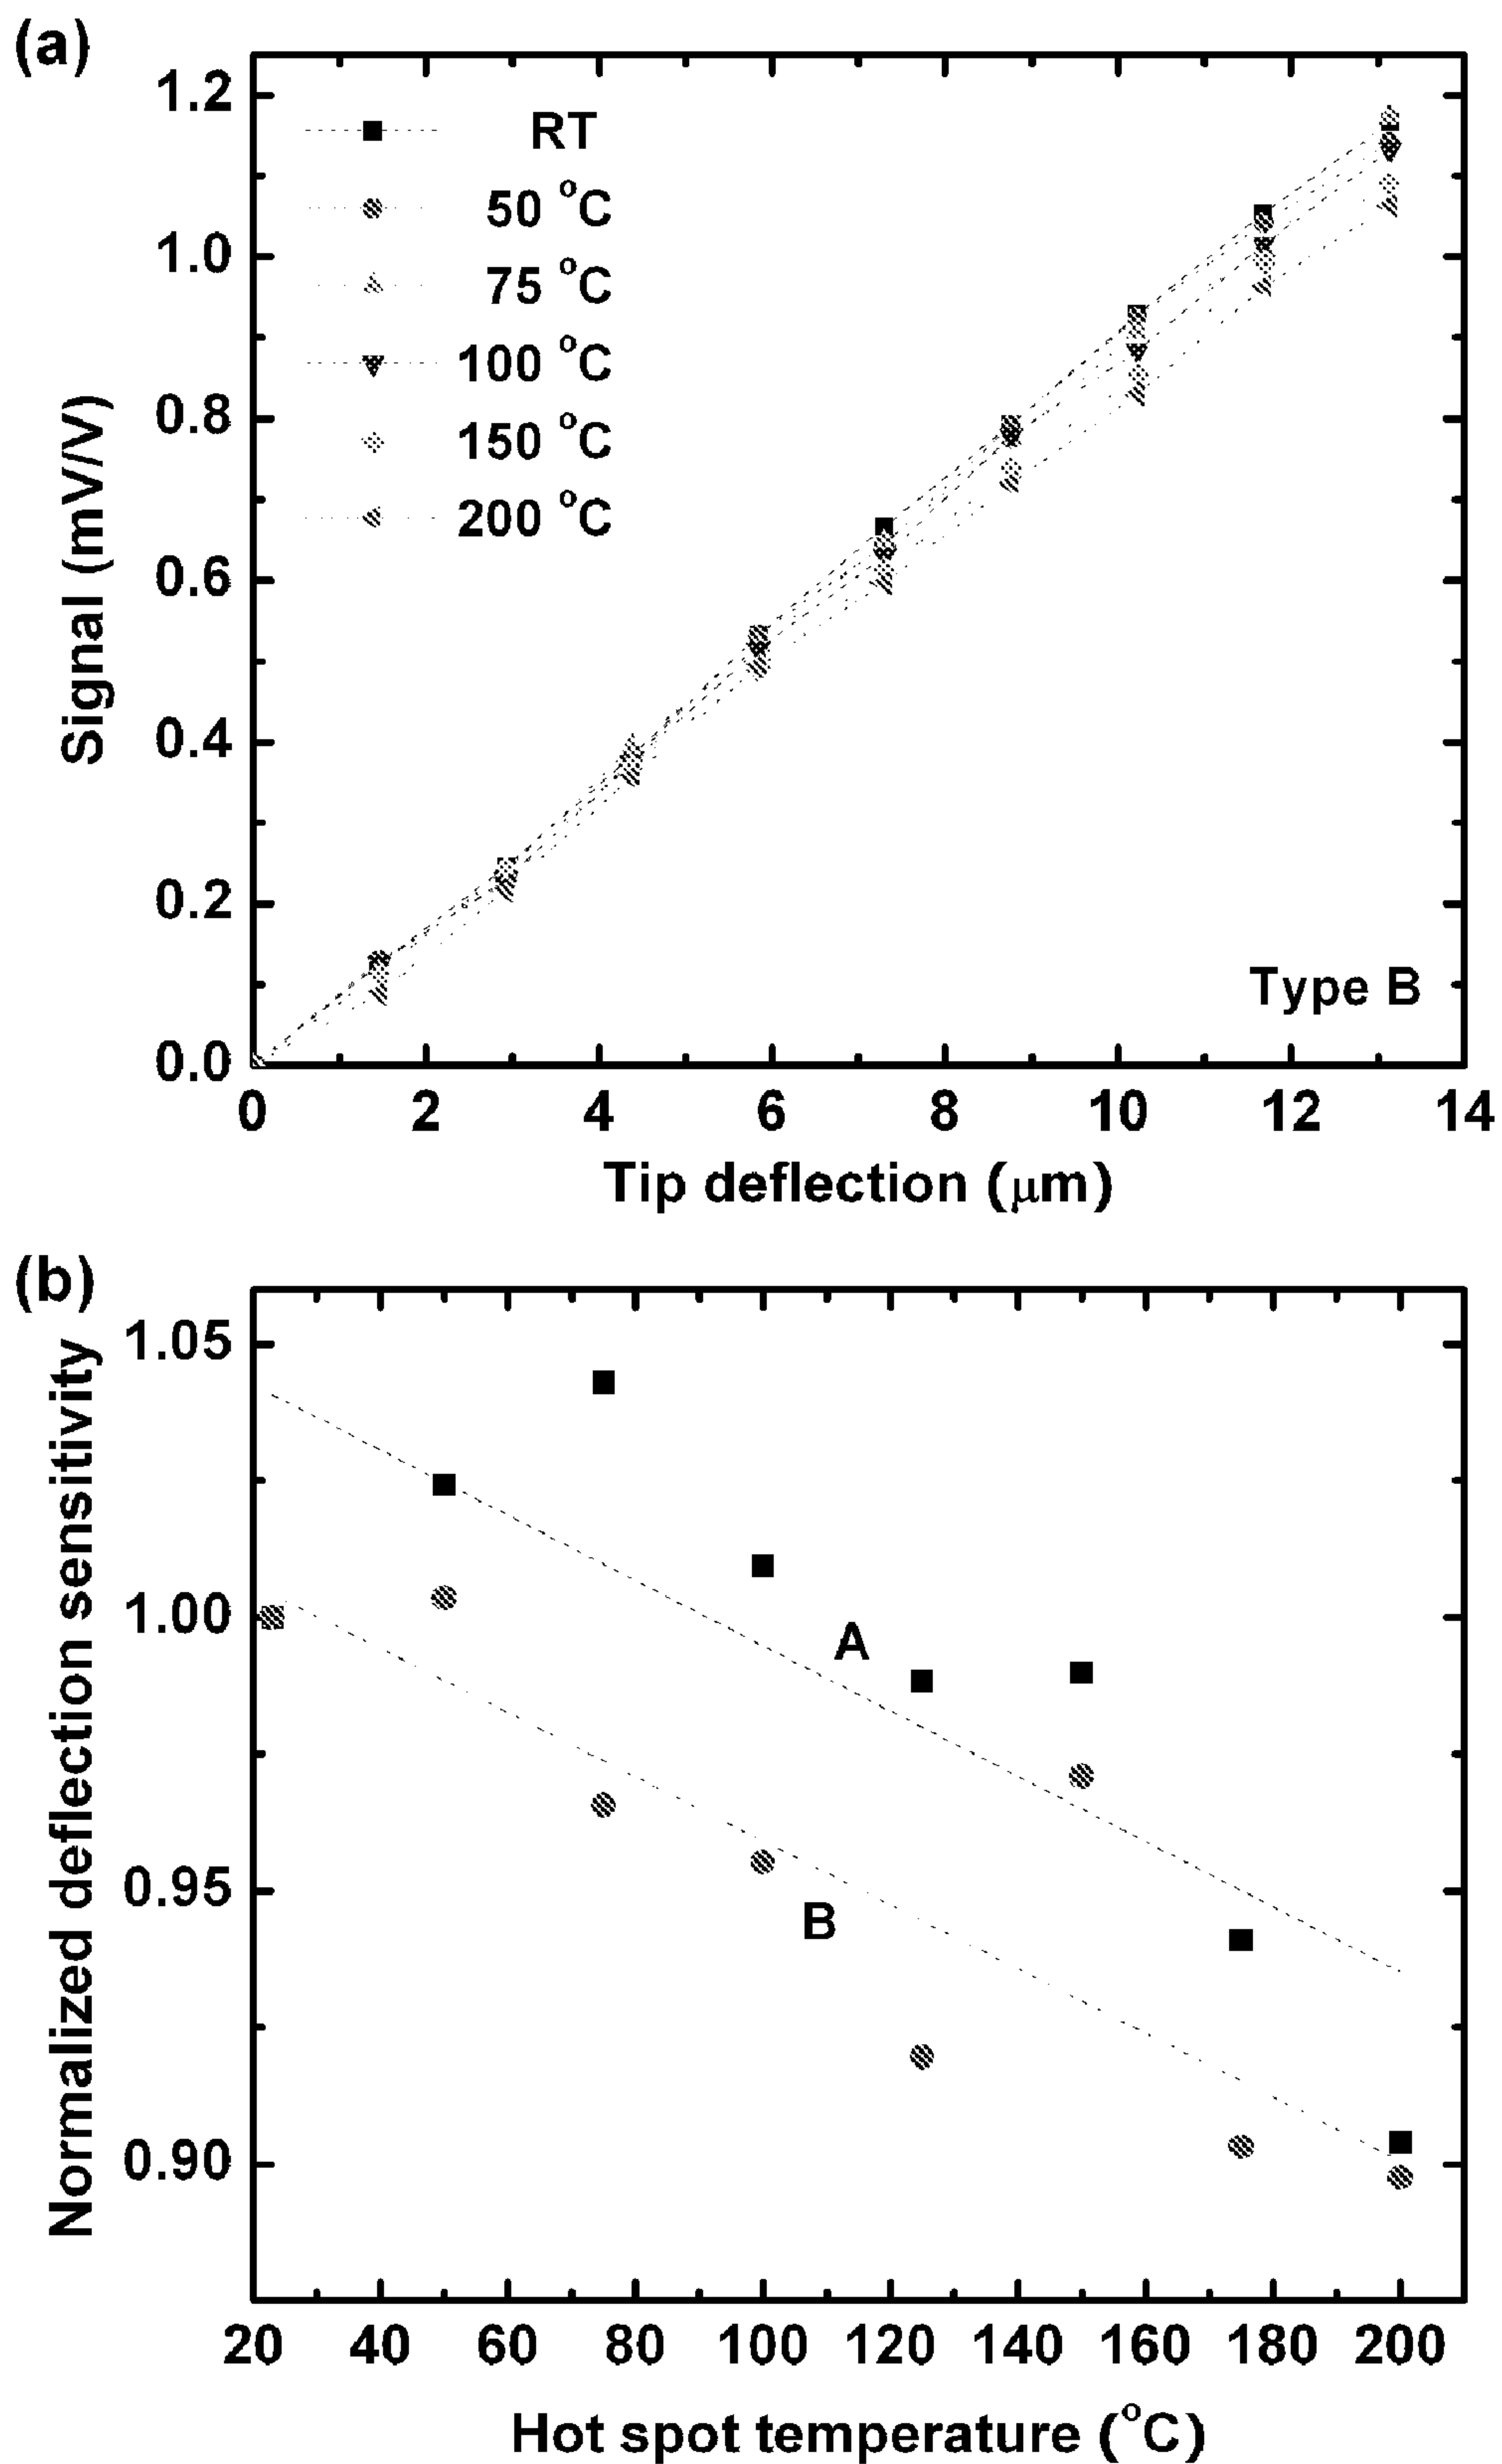 (a)
1.2
1.0
0.8
0.6
0.4
0.2
0.0
Signal (mV/V)
RT
50 °C
75 °C
100 °C
150 °C
200 °C
Type B
0 2 4 6 8 10 12 14
Tip deflection (μm)
(b)
1.05
1.00
0.95
0.90
Normalized deflection sensitivity
A
B
20 40 60 80 100 120 140 160 180 200
Hot spot temperature (°C)